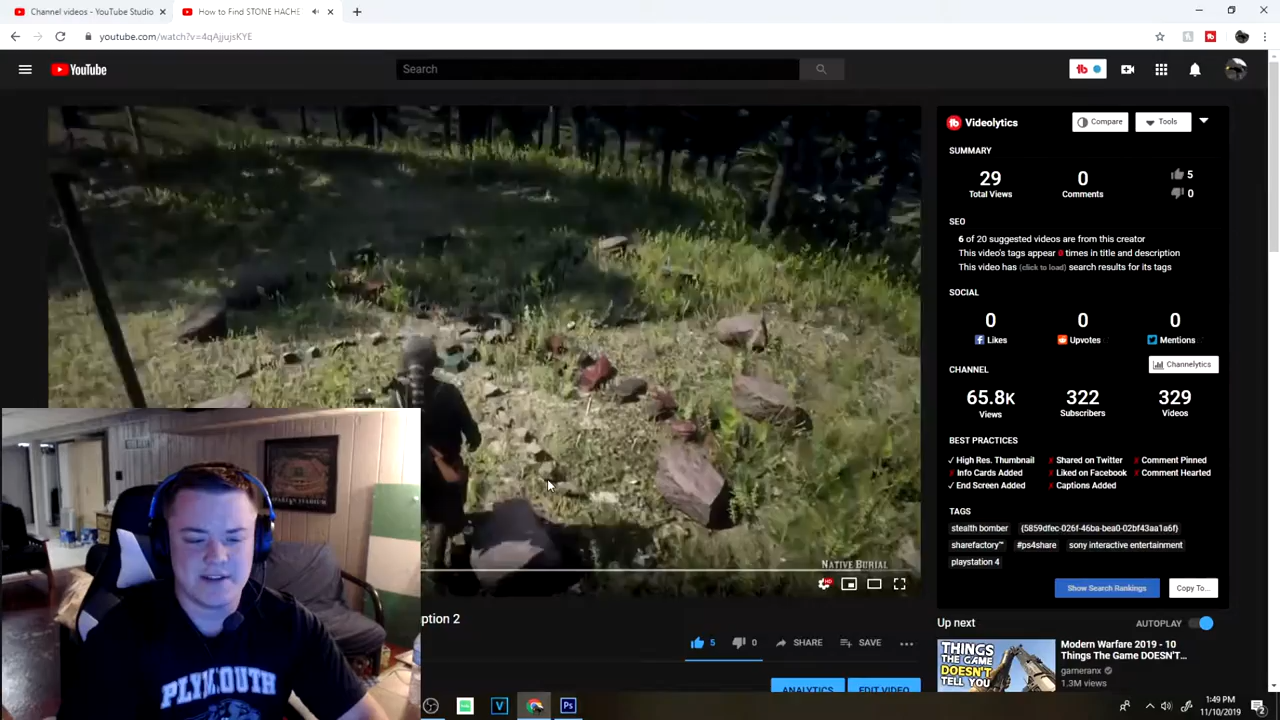 Channel videos - YouTube Studio
How to Find STONE HACHE
youtube.com/watch?v=4qAjjujsKYE
YouTube
Search
tb
tb Videolytics
Compare
Tools
SUMMARY
29
Total Views
0
Comments
5
0
SEO
6 of 20 suggested videos are from this creator
This video's tags appear 0 times in title and description
This video has (click to load) search results for its tags
SOCIAL
0
Likes
0
Upvotes
0
Mentions
CHANNEL
Channelytics
65.8K
Views
322
Subscribers
329
Videos
BEST PRACTICES
✓ High Res. Thumbnail
x Shared on Twitter
x Comment Pinned
x Info Cards Added
x Liked on Facebook
x Comment Hearted
✓ End Screen Added
x Captions Added
TAGS
stealth bomber
{5859dfec-026f-46ba-bea0-02bf43aa1a6f}
sharefactory™
#ps4share
sony interactive entertainment
playstation 4
Show Search Rankings
Copy To...
NATIVE BURIAL
HD
ption 2
5
0
SHARE
SAVE
ANALYTICS
EDIT VIDEO
Up next
AUTOPLAY
THINGS
THE GAME
DOESN'T
TELL YOU
Modern Warfare 2019 - 10
Things The Game DOESN'T...
gameranx
1.3M views
PLYMOUTH
V
Ps
1:49 PM
11/10/2019
2